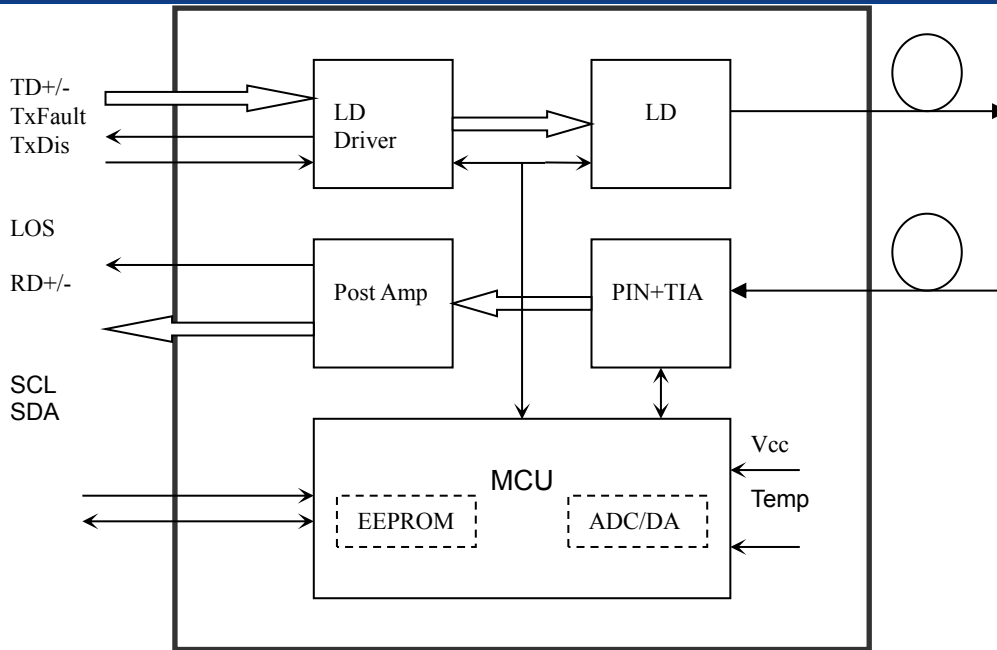 TD+/-
TxFault
TxDis
LD
Driver
LD
LOS
RD+/-
Post Amp
PIN+TIA
SCL
SDA
MCU
EEPROM
ADC/DA
Vcc
Temp